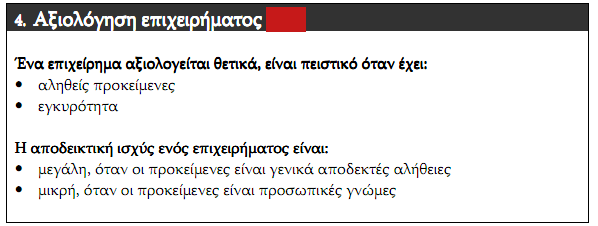 4. Αξιολόγηση επιχειρήματος
Ένα επιχείρημα αξιολογείται θετικά, είναι πειστικό όταν έχει:
• αληθείς προκείμενες
• εγκυρότητα
Η αποδεικτική ισχύς ενός επιχειρήματος είναι:
• μεγάλη, όταν οι προκείμενες είναι γενικά αποδεκτές αλήθειες
• μικρή, όταν οι προκείμενες είναι προσωπικές γνώμες